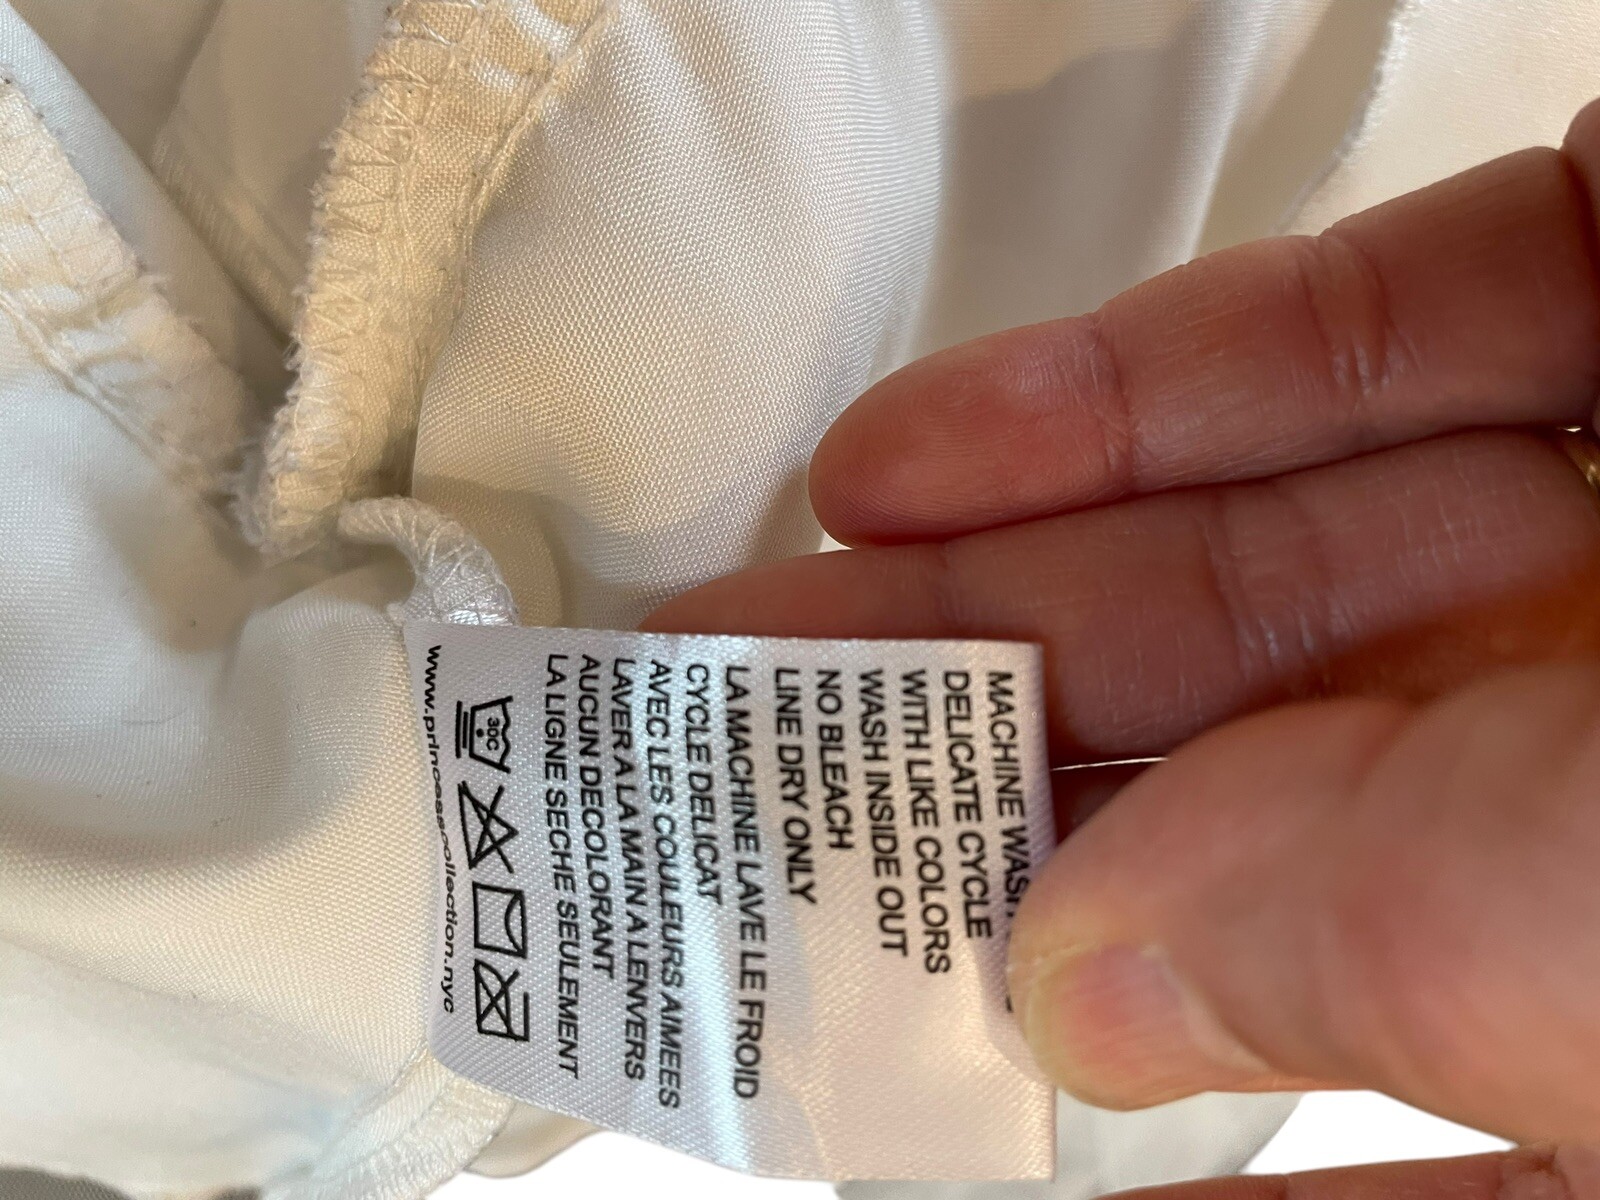 MACHINE WASH
DELICATE CYCLE
WITH LIKE COLORS
WASH INSIDE OUT
NO BLEACH
LINE DRY ONLY
LA MACHINE LAVE LE FROID
CYCLE DELICAT
AVEC LES COULEURS AIMEES
LAVER A LA MAIN A LENVERS
AUCUN DECOLORANT
LA LIGNE SECHE SEULEMENT
30C
www.princesscollection.nyc